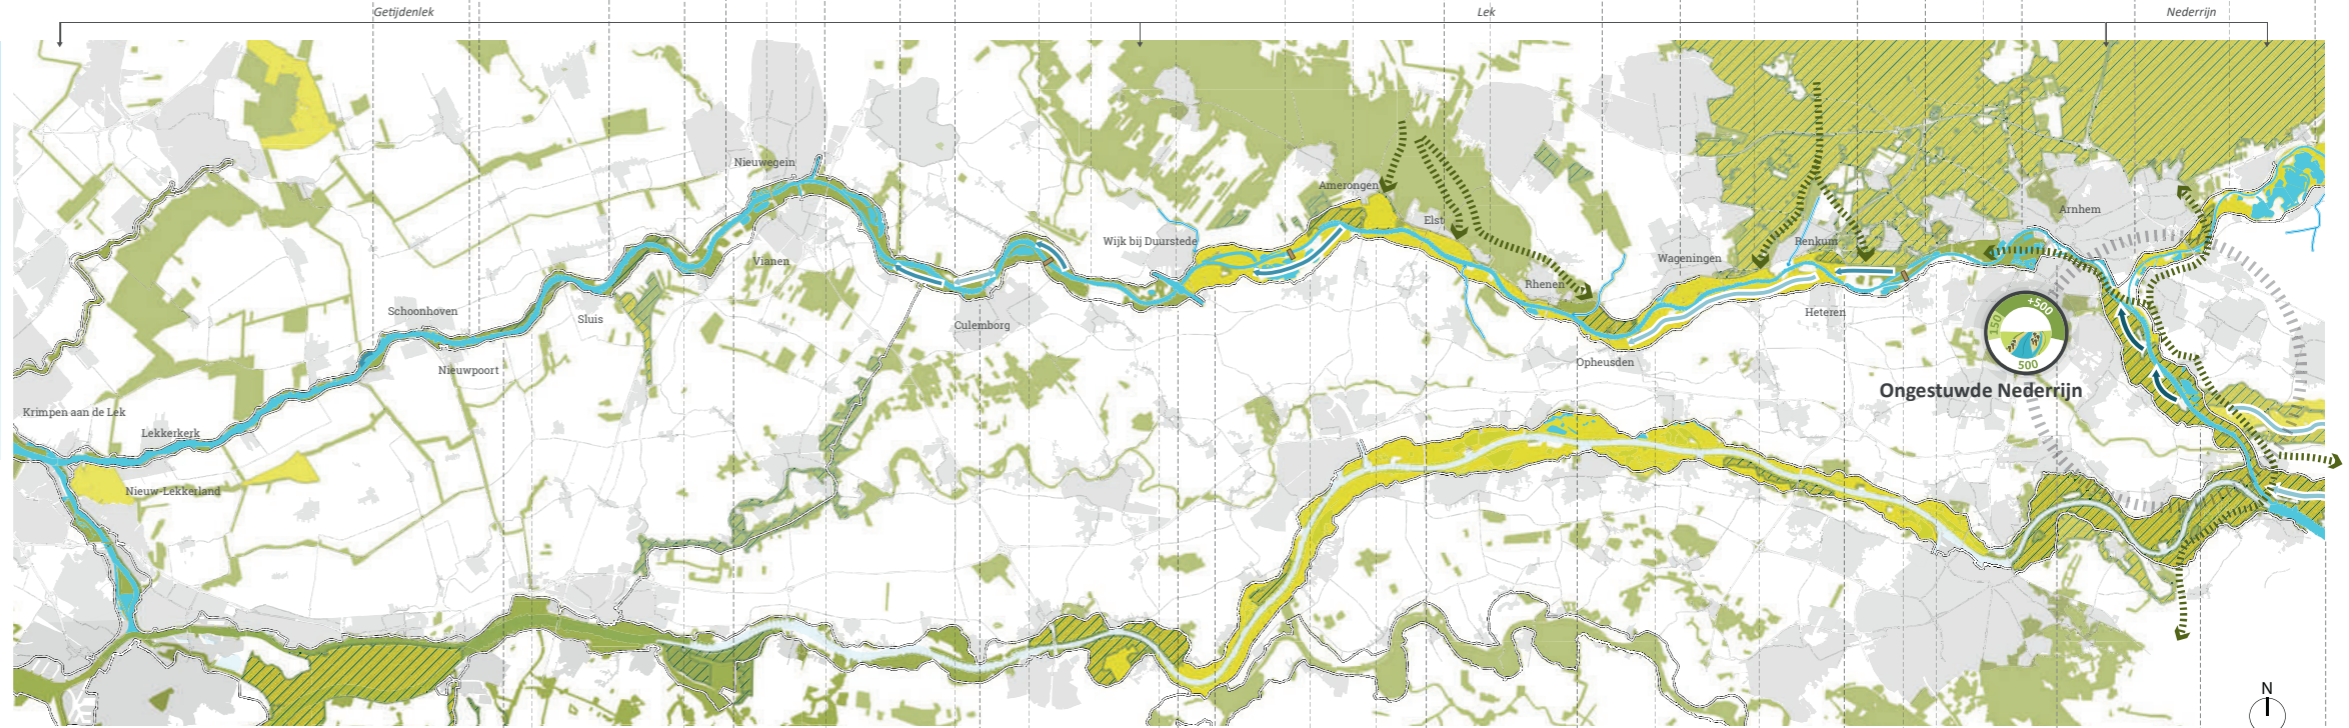 Getijdenlek
Lek
Nederrijn
Nieuwegein
Amerongen
Elst
Arnhem
Wijk bij Duurstede
Renkum
Wageningen
Vianen
Rhenen
Schoonhoven
Sluis
Culemborg
Heteren
+500
150
500
Nieuwpoort
Opheusden
Ongestuwde Nederrijn
Krimpen aan de Lek
Lekkerkerk
Nieuw-Lekkerland
N